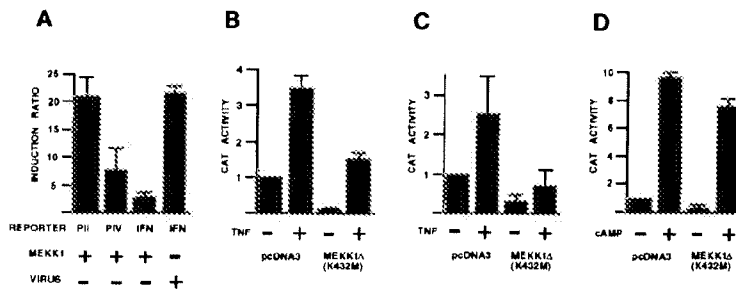 A
INDUCTION RATIO
25
20
15
10
5
REPORTER PII PIV IFN IFN
MEKK1 + + + −
VIRUS − − − +
B
CAT ACTIVITY
4
3
2
1
TNF − + − +
pcDNA3 MEKK1Δ
(K432M)
C
CAT ACTIVITY
3
2
1
TNF − + − +
pcDNA3 MEKK1Δ
(K432M)
D
CAT ACTIVITY
10
8
6
4
2
0
cAMP − + − +
pcDNA3 MEKK1Δ
(K432M)